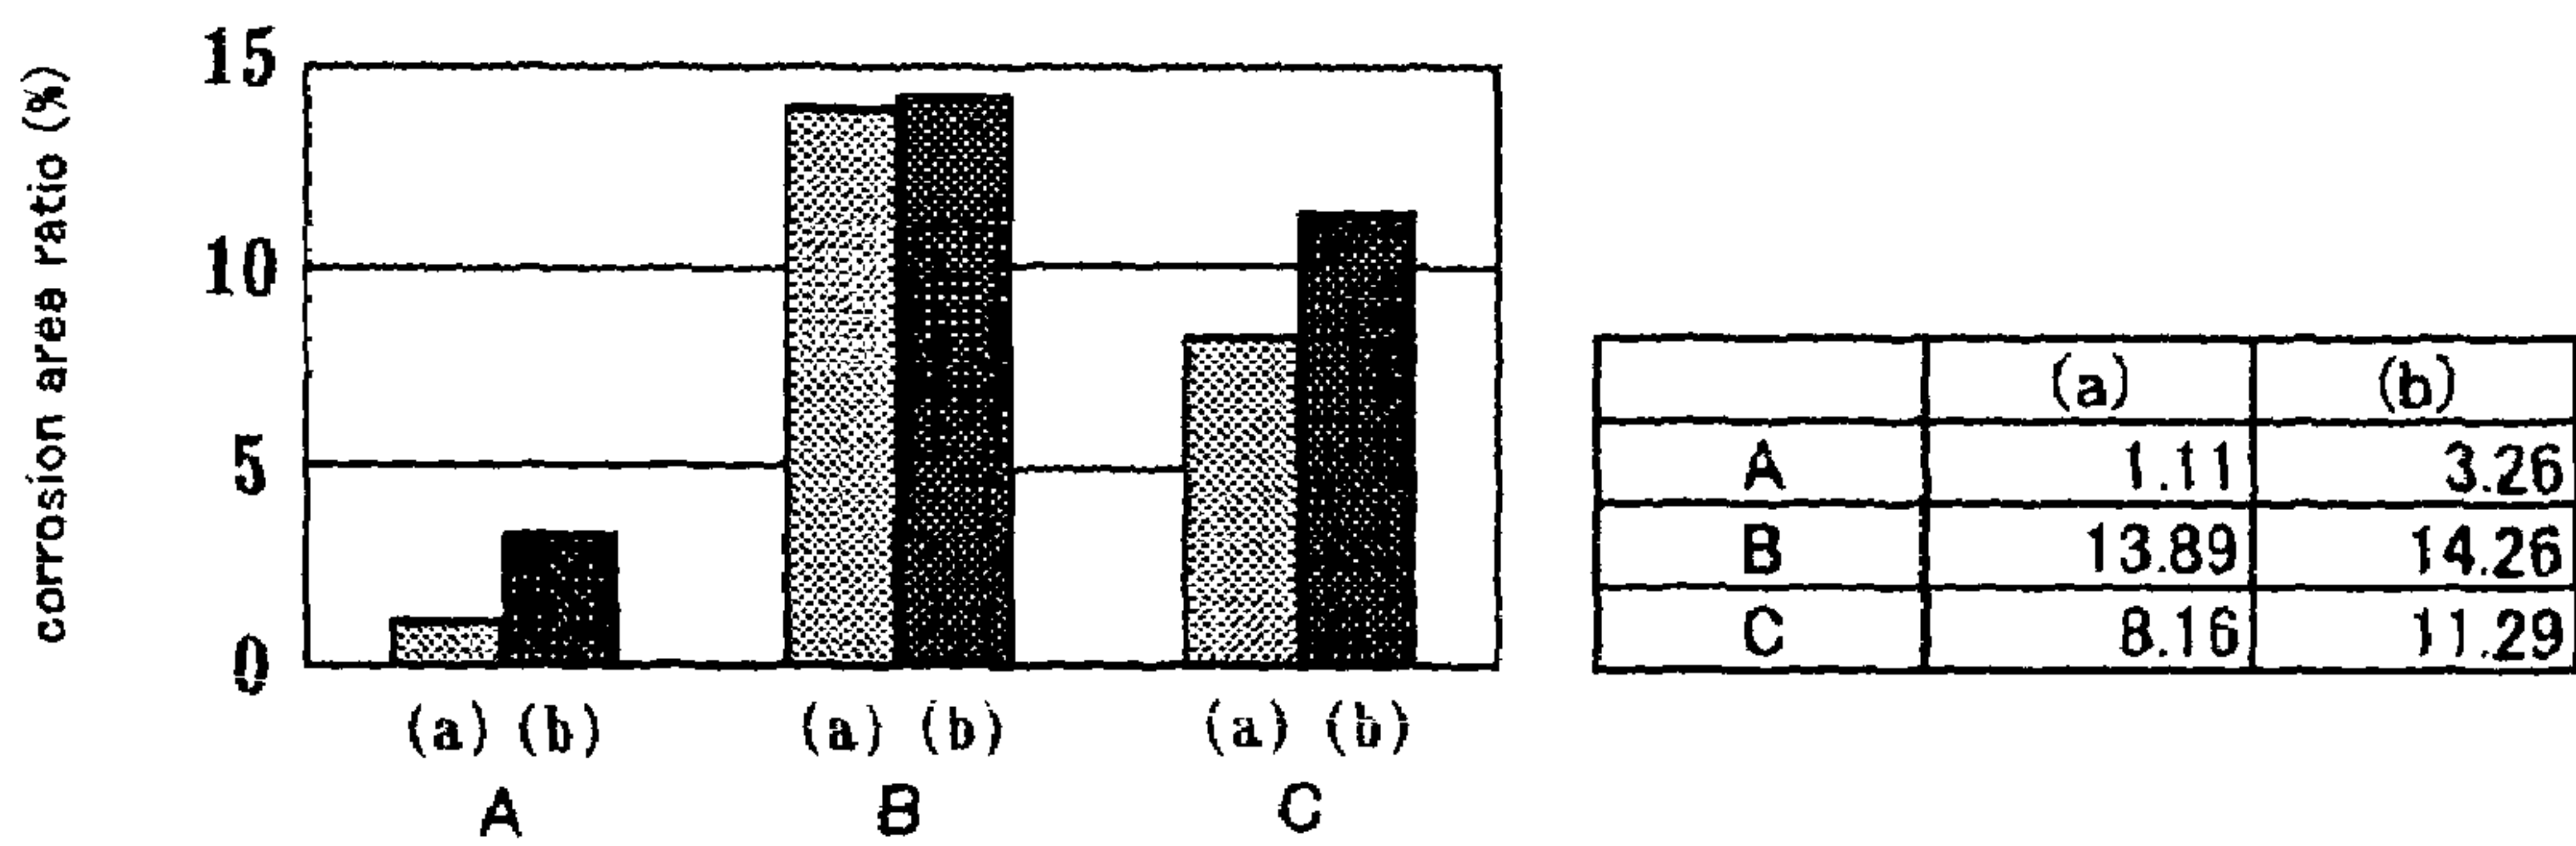 corrosion area ratio (%)
15
10
5
0
(a) (b) (a) (b) (a) (b)
A B C
(a) (b)
A 1.11 3.26
B 13.89 14.26
C 8.16 11.29